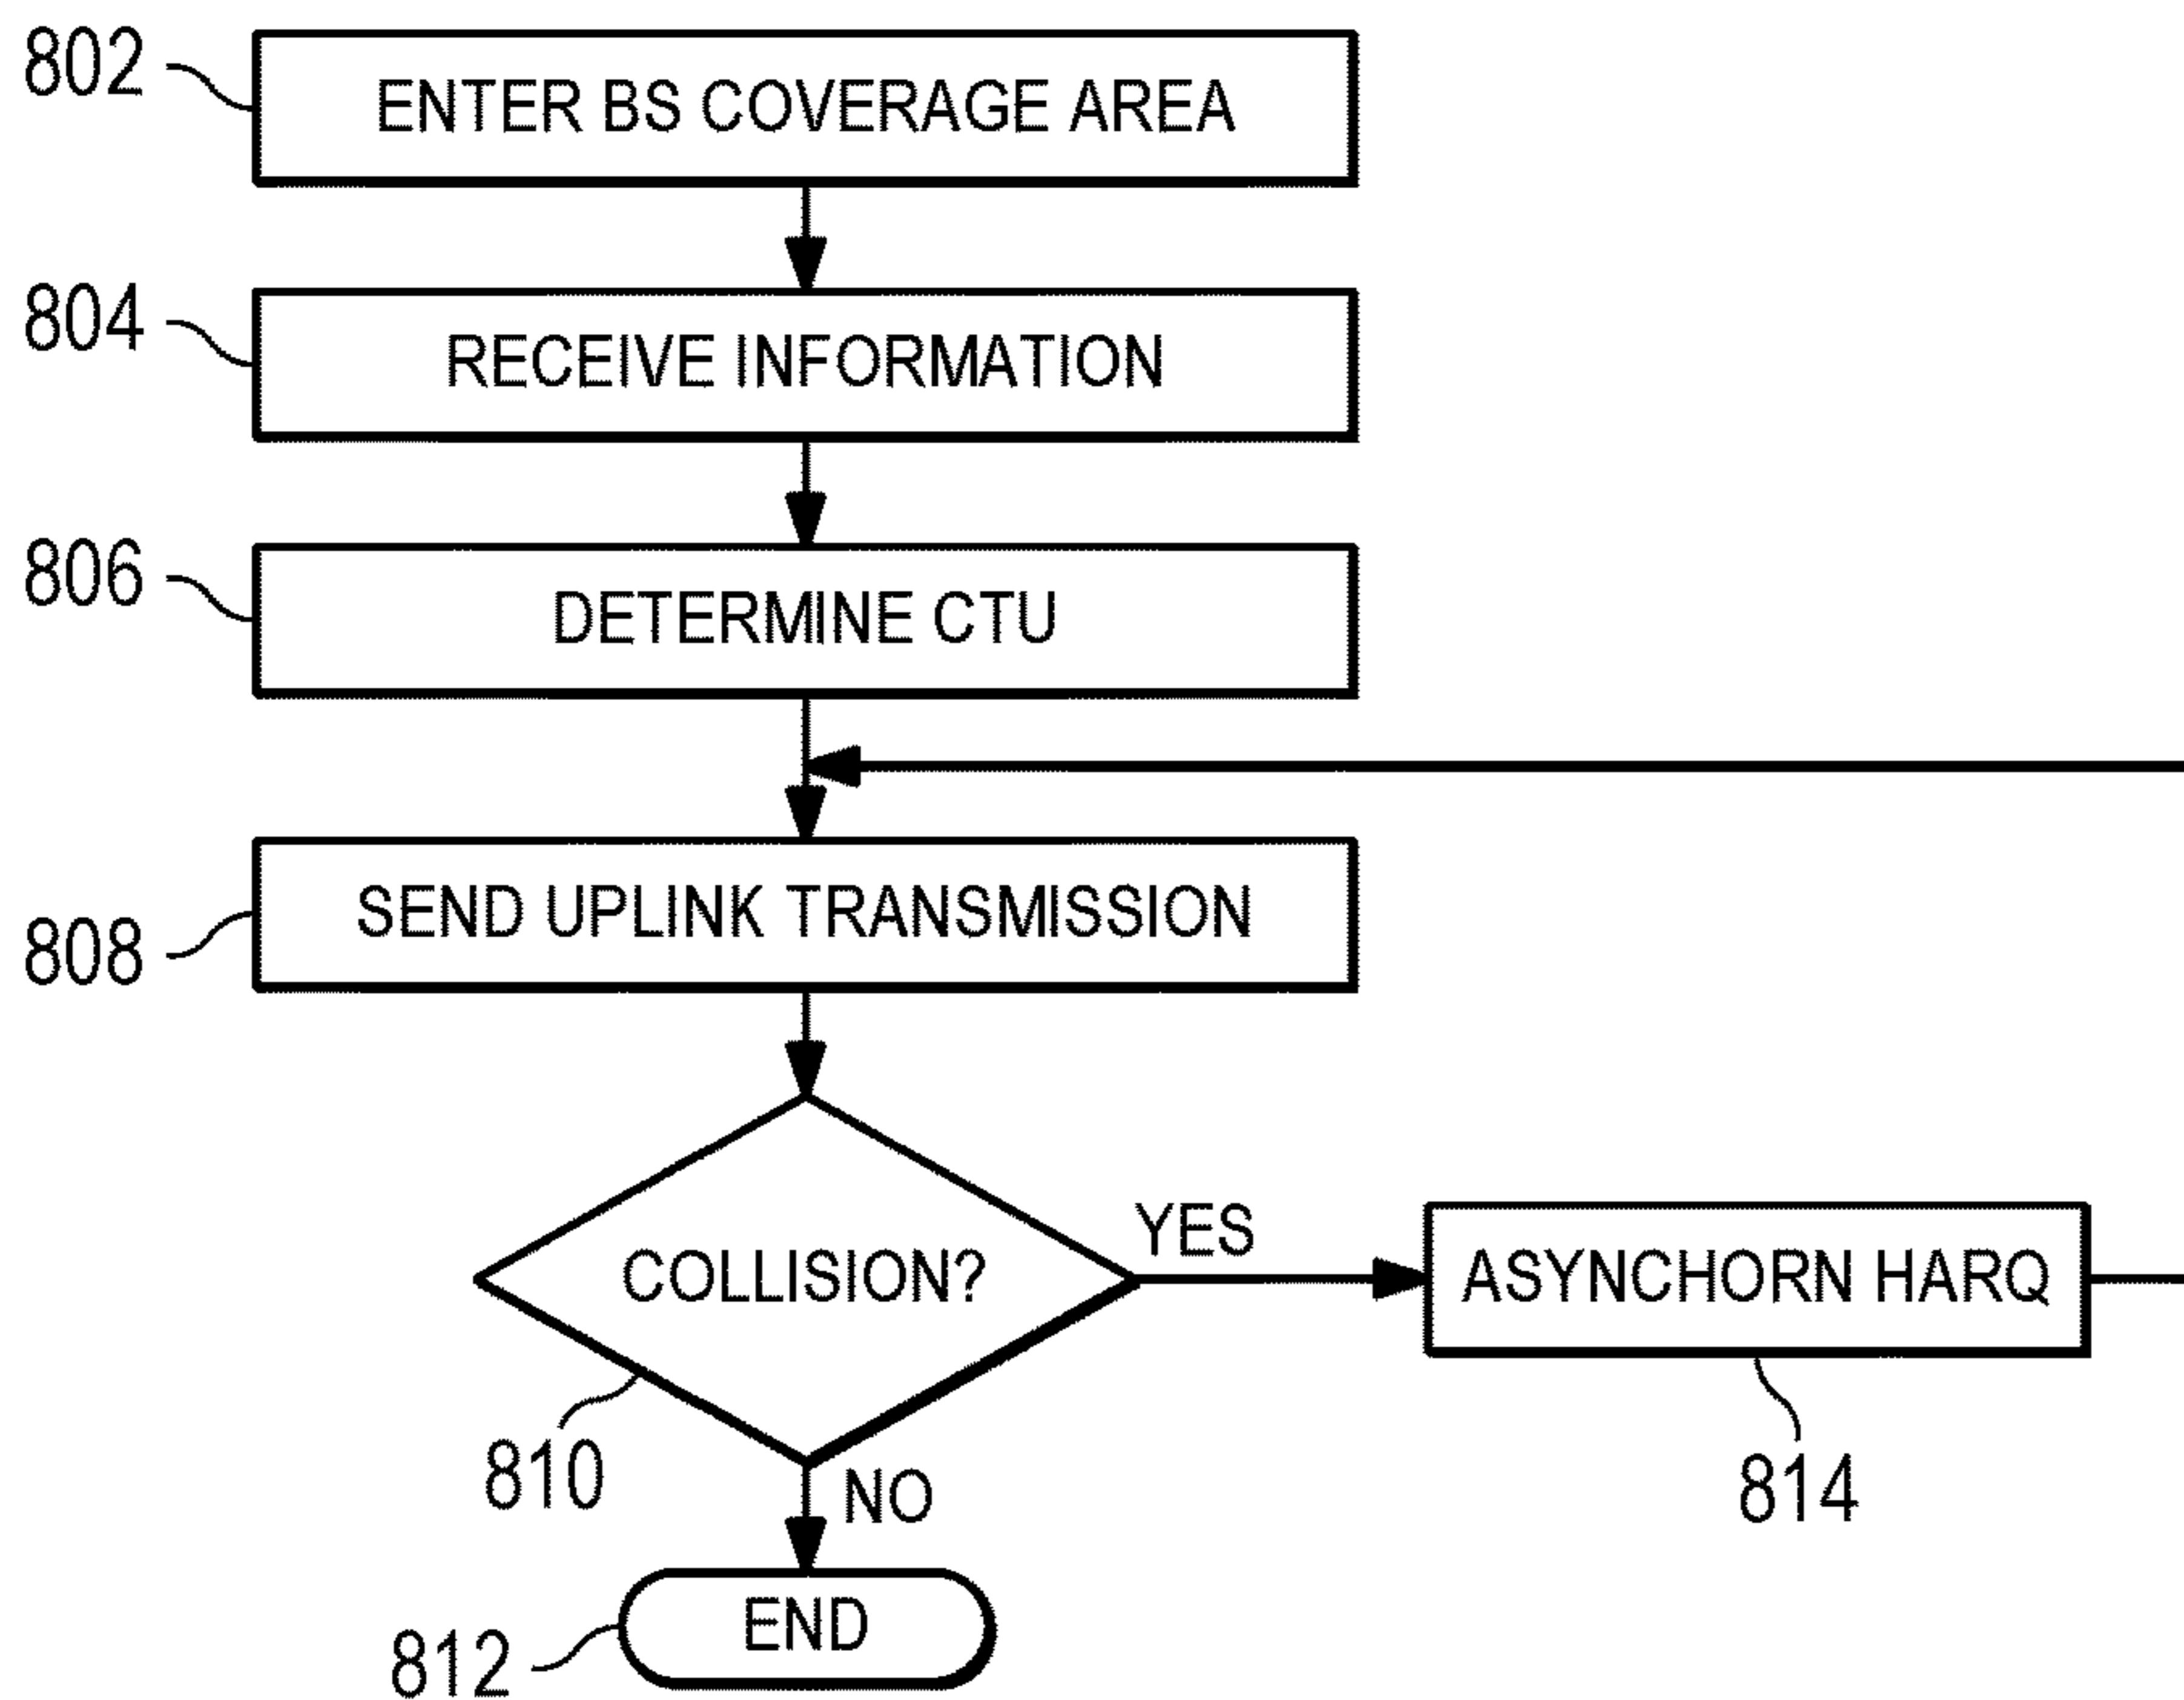 802
ENTER BS COVERAGE AREA
804
RECEIVE INFORMATION
806
DETERMINE CTU
808
SEND UPLINK TRANSMISSION
COLLISION?
YES
ASYNCHORN HARQ
810
NO
814
END
812